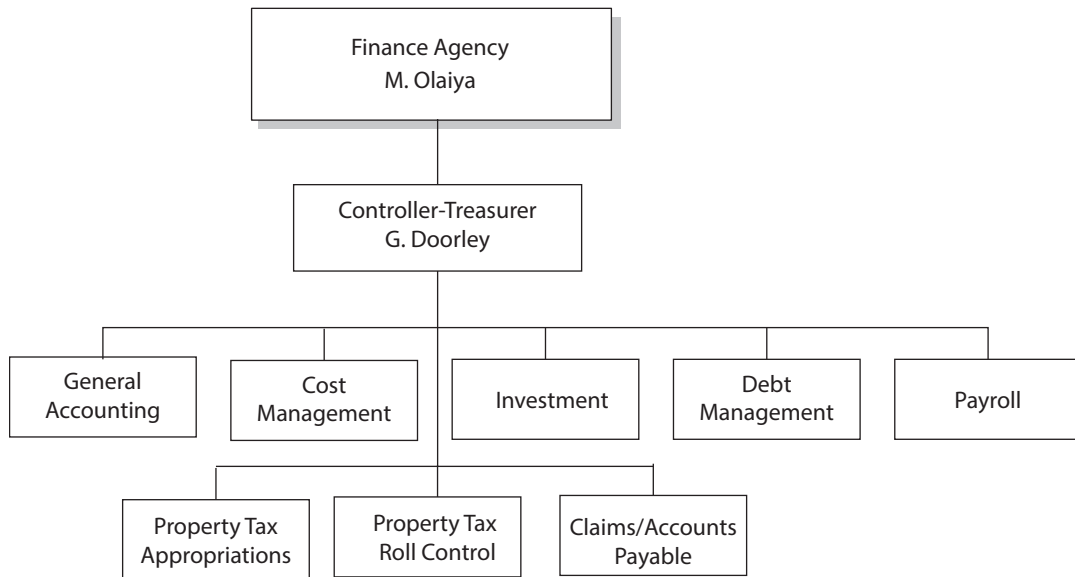 Finance Agency
M. Olaiya
Controller-Treasurer
G. Doorley
General
Accounting
Cost
Management
Investment
Debt
Management
Payroll
Property Tax
Appropriations
Property Tax
Roll Control
Claims/Accounts
Payable